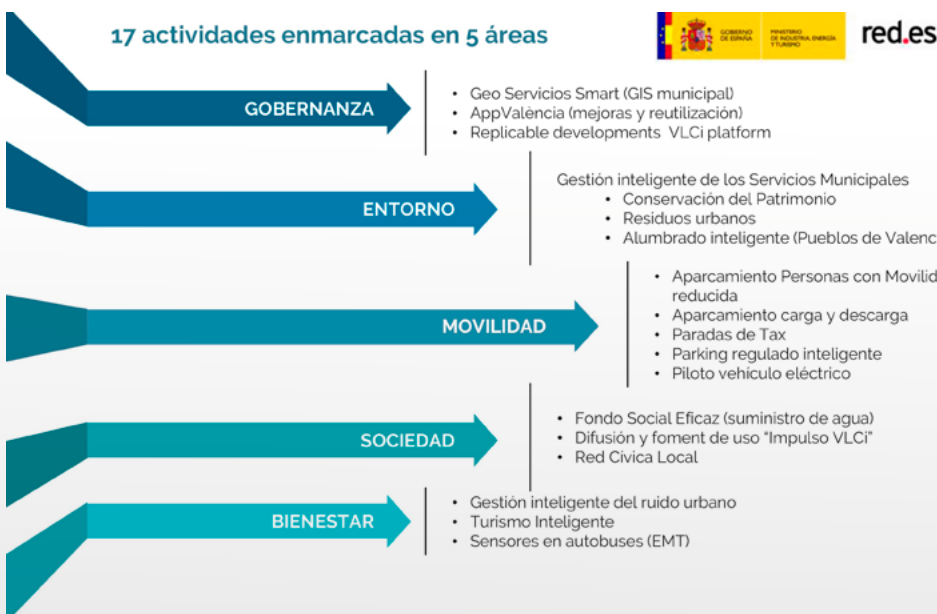 17 actividades enmarcadas en 5 áreas
GOBIERNO
DE ESPAÑA
MINISTERIO
DE INDUSTRIA, ENERGÍA
Y TURISMO
red.es
GOBERNANZA
• Geo Servicios Smart (GIS municipal)
• AppValència (mejoras y reutilización)
• Replicable developments VLCi platform
ENTORNO
Gestión inteligente de los Servicios Municipales
• Conservación del Patrimonio
• Residuos urbanos
• Alumbrado inteligente (Pueblos de Valenc
MOVILIDAD
• Aparcamiento Personas con Movilid
reducida
• Aparcamiento carga y descarga
• Paradas de Tax
• Parking regulado inteligente
• Piloto vehículo eléctrico
SOCIEDAD
• Fondo Social Eficaz (suministro de agua)
• Difusión y foment de uso "Impulso VLCi"
• Red Cívica Local
BIENESTAR
• Gestión inteligente del ruido urbano
• Turismo Inteligente
• Sensores en autobuses (EMT)